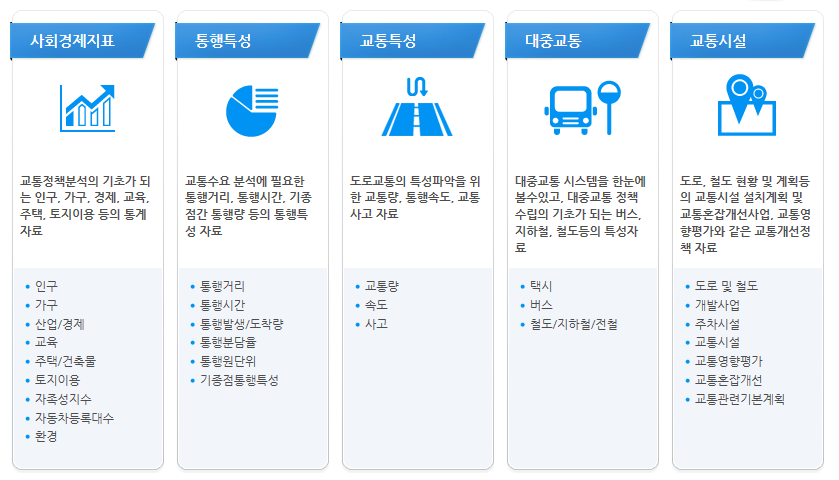 사회경제지표
교통정책분석의 기초가 되
는 인구, 가구, 경제, 교육,
주택, 토지이용 등의 통계
자료
인구
가구
산업/경제
교육
주택/건축물
토지이용
자족성지수
자동차등록대수
환경
통행특성
교통수요 분석에 필요한
통행거리, 통행시간, 기종
점간 통행량 등의 통행특
성 자료
통행거리
통행시간
통행발생/도착량
통행분담율
통행원단위
기종점통행특성
교통특성
도로교통의 특성파악을 위
한 교통량, 통행속도, 교통
사고 자료
교통량
속도
사고
대중교통
대중교통 시스템을 한눈에
볼수있고, 대중교통 정책
수립의 기초가 되는 버스,
지하철, 철도등의 특성자
료
택시
버스
철도/지하철/전철
교통시설
도로, 철도 현황 및 계획등
의 교통시설 설치계획 및
교통혼잡개선사업, 교통영
향평가와 같은 교통개선정
책 자료
도로 및 철도
개발사업
주차시설
교통시설
교통영향평가
교통혼잡개선
교통관련기본계획